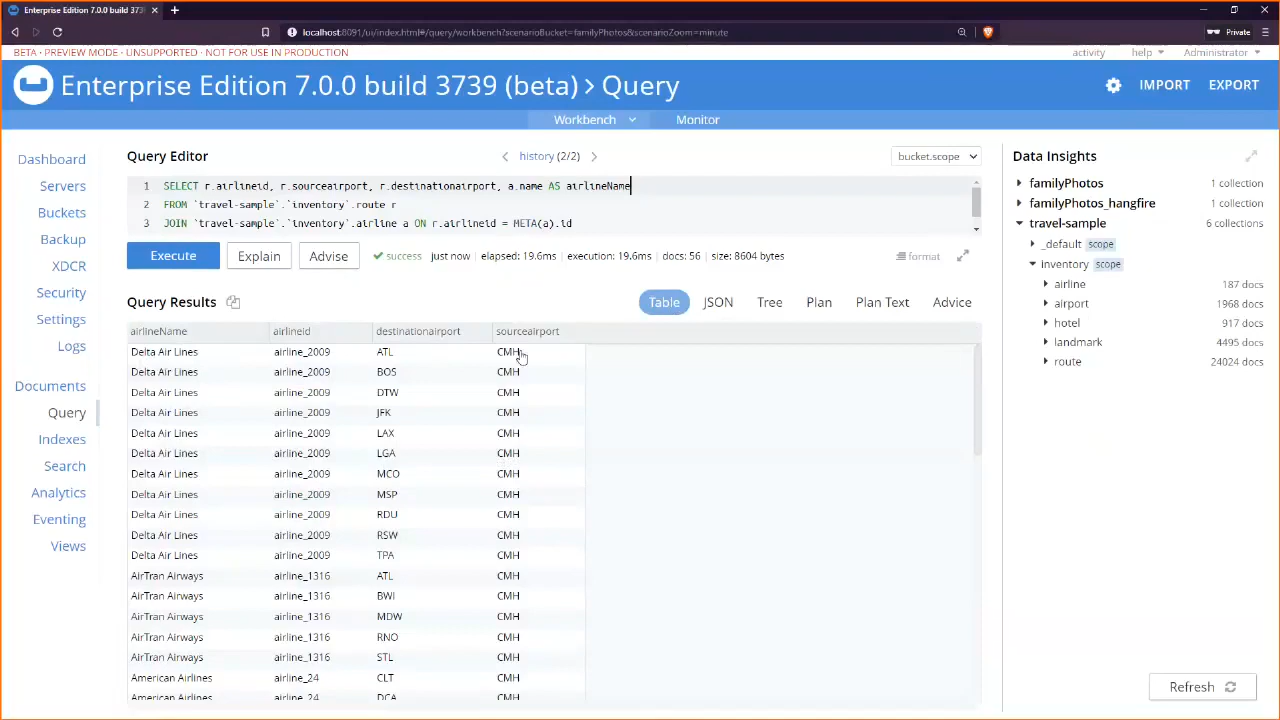 Enterprise Edition 7.0.0 build 373
localhost:8091/ui/index.html#/query/workbench?scenarioBucket=familyPhotos&scenarioZoom=minute
Private
BETA • PREVIEW MODE • UNSUPPORTED • NOT FOR USE IN PRODUCTION
activity
help
Administrator
Enterprise Edition 7.0.0 build 3739 (beta) › Query
IMPORT
EXPORT
Workbench
Monitor
Dashboard
Servers
Buckets
Backup
XDCR
Security
Settings
Logs
Documents
Query
Indexes
Search
Analytics
Eventing
Views
Query Editor
history (2/2)
bucket.scope
1 SELECT r.airlineid, r.sourceairport, r.destinationairport, a.name AS airlineName
2 FROM `travel-sample`.`inventory`.route r
3 JOIN `travel-sample`.`inventory`.airline a ON r.airlineid = META(a).id
Execute
Explain
Advise
success just now | elapsed: 19.6ms | execution: 19.6ms | docs: 56 | size: 8604 bytes
format
Query Results
Table
JSON
Tree
Plan
Plan Text
Advice
airlineName airlineid destinationairport sourceairport
Delta Air Lines airline_2009 ATL CMH
Delta Air Lines airline_2009 BOS CMH
Delta Air Lines airline_2009 DTW CMH
Delta Air Lines airline_2009 JFK CMH
Delta Air Lines airline_2009 LAX CMH
Delta Air Lines airline_2009 LGA CMH
Delta Air Lines airline_2009 MCO CMH
Delta Air Lines airline_2009 MSP CMH
Delta Air Lines airline_2009 RDU CMH
Delta Air Lines airline_2009 RSW CMH
Delta Air Lines airline_2009 TPA CMH
AirTran Airways airline_1316 ATL CMH
AirTran Airways airline_1316 BWI CMH
AirTran Airways airline_1316 MDW CMH
AirTran Airways airline_1316 RNO CMH
AirTran Airways airline_1316 STL CMH
American Airlines airline_24 CLT CMH
American Airlines airline_24 DCA CMH
Data Insights
familyPhotos 1 collection
familyPhotos_hangfire 1 collection
travel-sample 6 collections
_default scope
inventory scope
airline 187 docs
airport 1968 docs
hotel 917 docs
landmark 4495 docs
route 24024 docs
Refresh